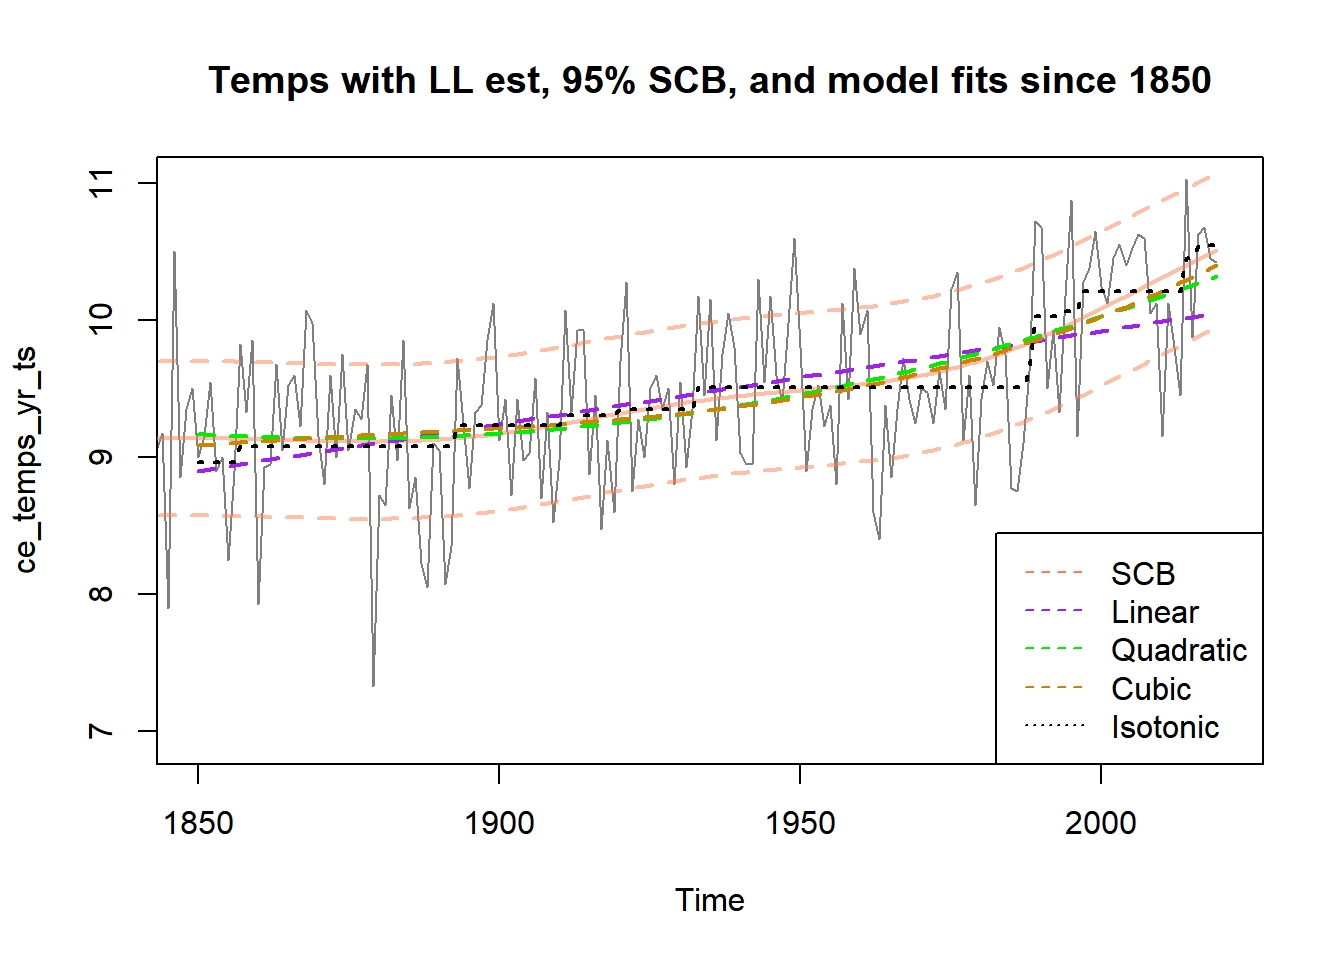 Temps with LL est, 95% SCB, and model fits since 1850
ce_temps_yr_ts
11
10
9
8
7
SCB
Linear
Quadratic
Cubic
Isotonic
1850
1900
1950
2000
Time